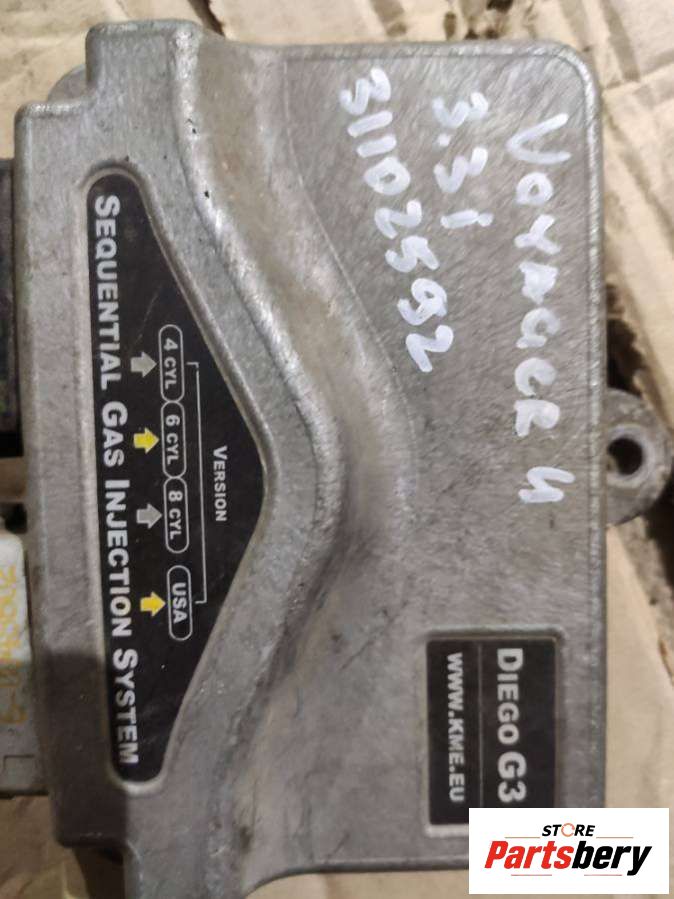 VOYAGER 4
3.3i
31102592
VERSION
4 CYL 6 CYL 8 CYL USA
SEQUENTIAL GAS INJECTION SYSTEM
DIEGO G3
WWW.KME.EU
STORE
Partsbery